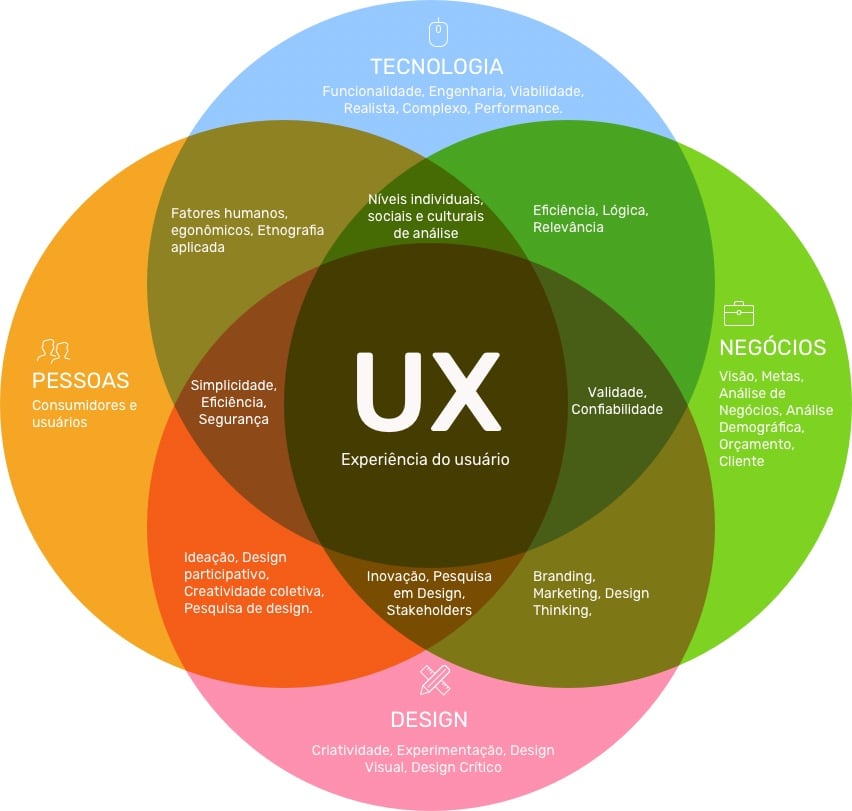 TECNOLOGIA
Funcionalidade, Engenharia, Viabilidade,
Realista, Complexo, Performance.
Fatores humanos,
egonômicos, Etnografia
aplicada
Níveis individuais,
sociais e culturais
de análise
Eficiência, Lógica,
Relevância
PESSOAS
Consumidores e
usuários
Simplicidade,
Eficiência,
Segurança
UX
Experiência do usuário
Validade,
Confiabilidade
NEGÓCIOS
Visão, Metas,
Análise de
Negócios, Análise
Demográfica,
Orçamento,
Cliente
Ideação, Design
participativo,
Creatividade coletiva,
Pesquisa de design.
Inovação, Pesquisa
em Design,
Stakeholders
Branding,
Marketing, Design
Thinking,
DESIGN
Criatividade, Experimentação, Design
Visual, Design Crítico